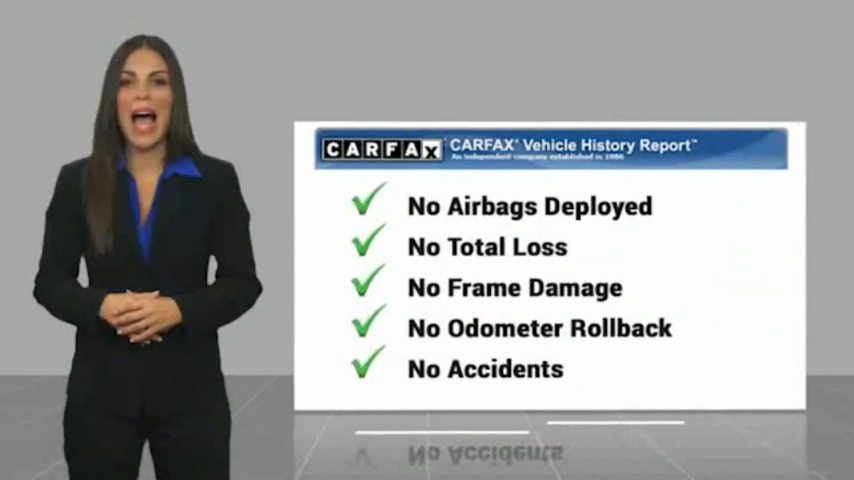 CARFAX CARFAX® Vehicle History Report™
An independent company established in 1986
No Airbags Deployed
No Total Loss
No Frame Damage
No Odometer Rollback
No Accidents
No Accidents